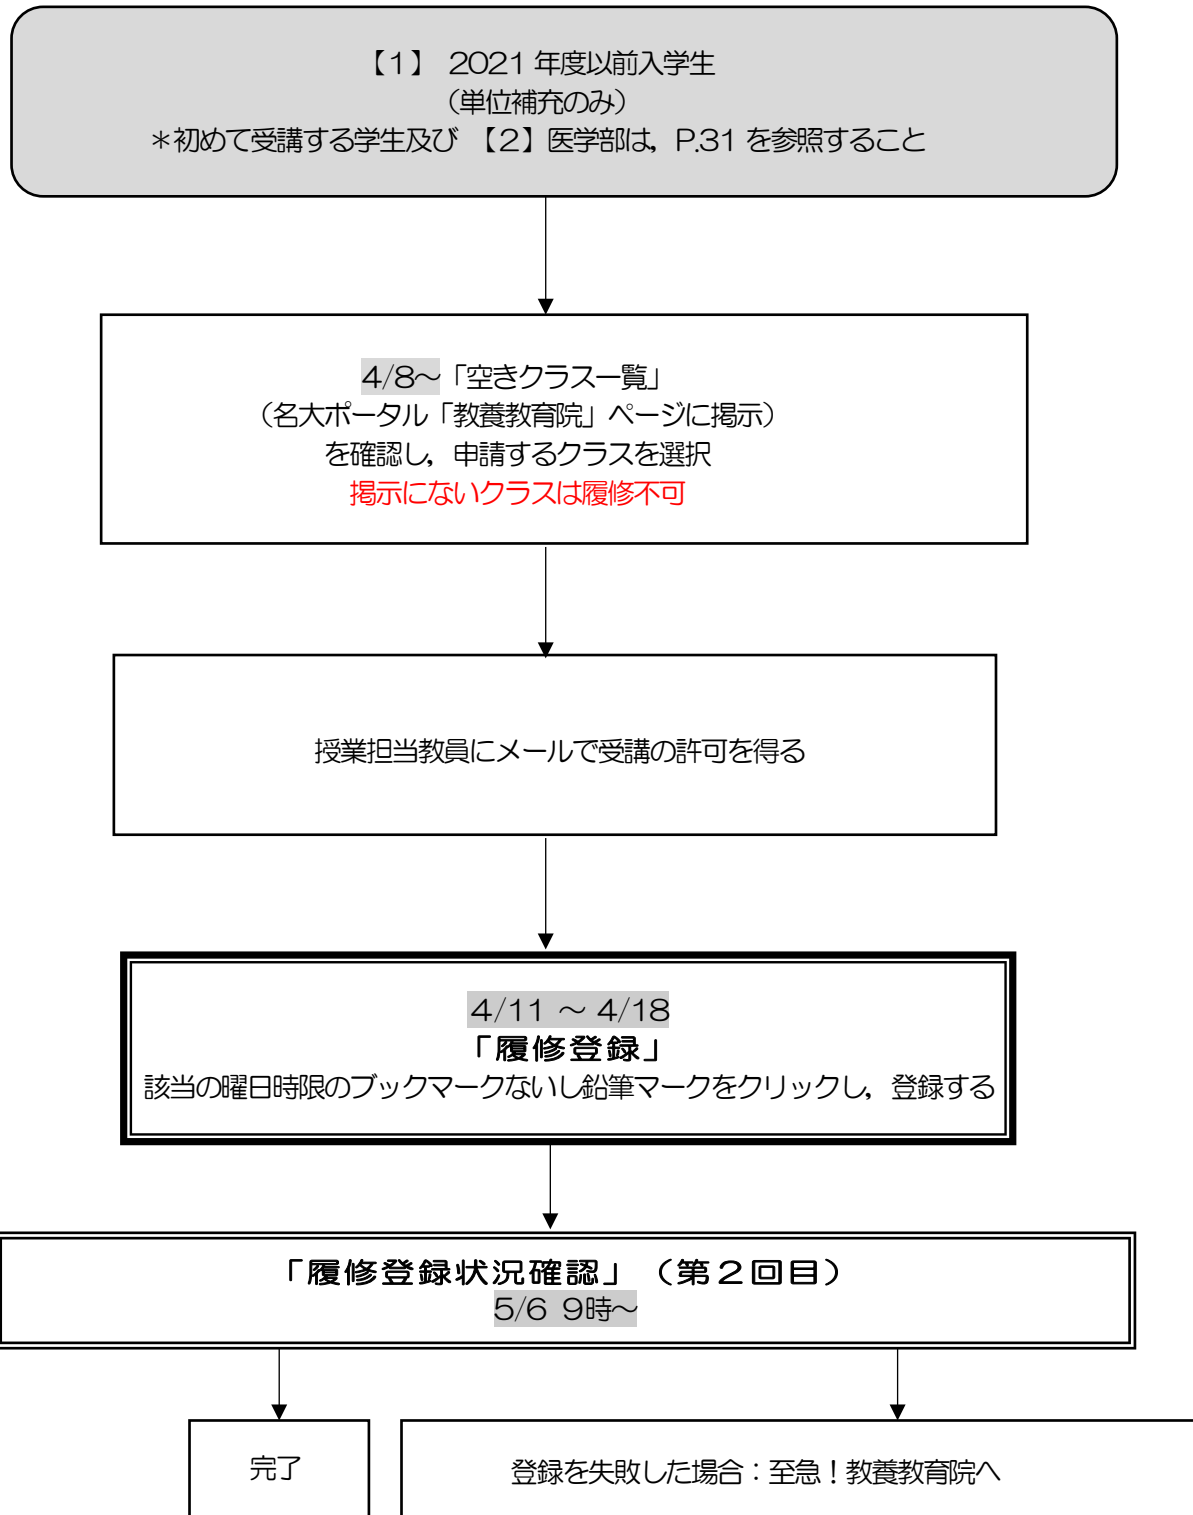 【1】 2021 年度以前入学生
（単位補充のみ）
＊初めて受講する学生及び 【2】医学部は，P.31 を参照すること
4/8～「空きクラス一覧」
（名大ポータル「教養教育院」ページに掲示）
を確認し，申請するクラスを選択
掲示にないクラスは履修不可
授業担当教員にメールで受講の許可を得る
4/11 ～ 4/18
「履修登録」
該当の曜日時限のブックマークないし鉛筆マークをクリックし，登録する
「履修登録状況確認」（第２回目）
5/6 9時～
完了
登録を失敗した場合：至急！教養教育院へ